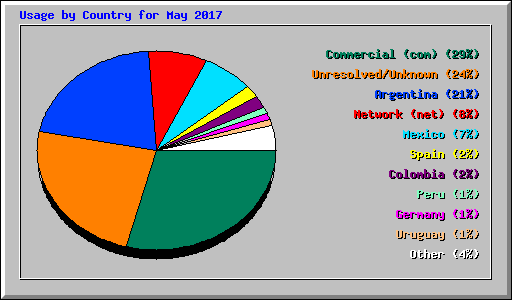 Usage by Country for May 2017
Commercial (com) (29%)
Unresolved/Unknown (24%)
Argentina (21%)
Network (net) (8%)
Mexico (7%)
Spain (2%)
Colombia (2%)
Peru (1%)
Germany (1%)
Uruguay (1%)
Other (4%)